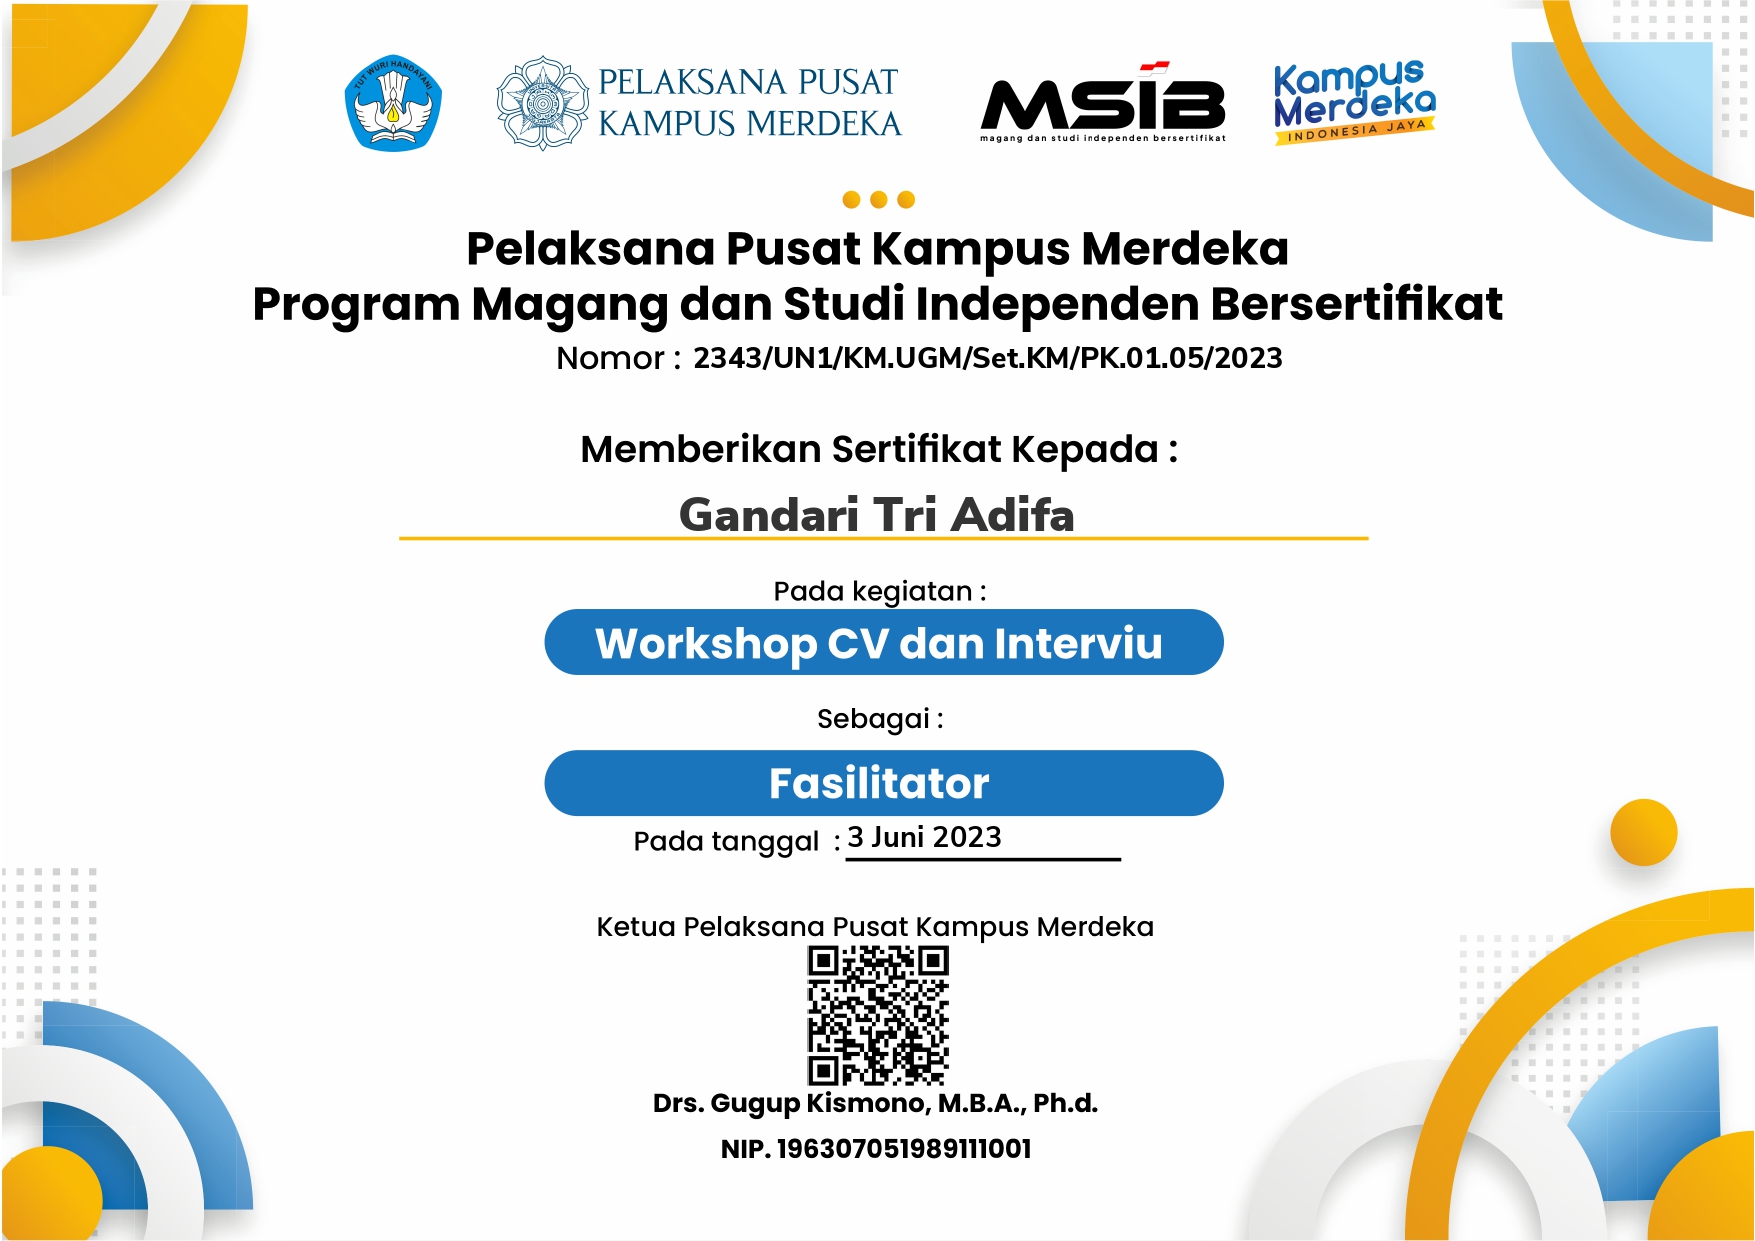 TUT WURI HANDAYANI
PELAKSANA PUSAT
KAMPUS MERDEKA
MSIB
magang dan studi independen bersertifikat
Kampus
Merdeka
INDONESIA JAYA
Pelaksana Pusat Kampus Merdeka
Program Magang dan Studi Independen Bersertifikat
Nomor : 2343/UN1/KM.UGM/Set.KM/PK.01.05/2023
Memberikan Sertifikat Kepada :
Gandari Tri Adifa
Pada kegiatan :
Workshop CV dan Interviu
Sebagai :
Fasilitator
Pada tanggal : 3 Juni 2023
Ketua Pelaksana Pusat Kampus Merdeka
Drs. Gugup Kismono, M.B.A., Ph.d.
NIP. 196307051989111001